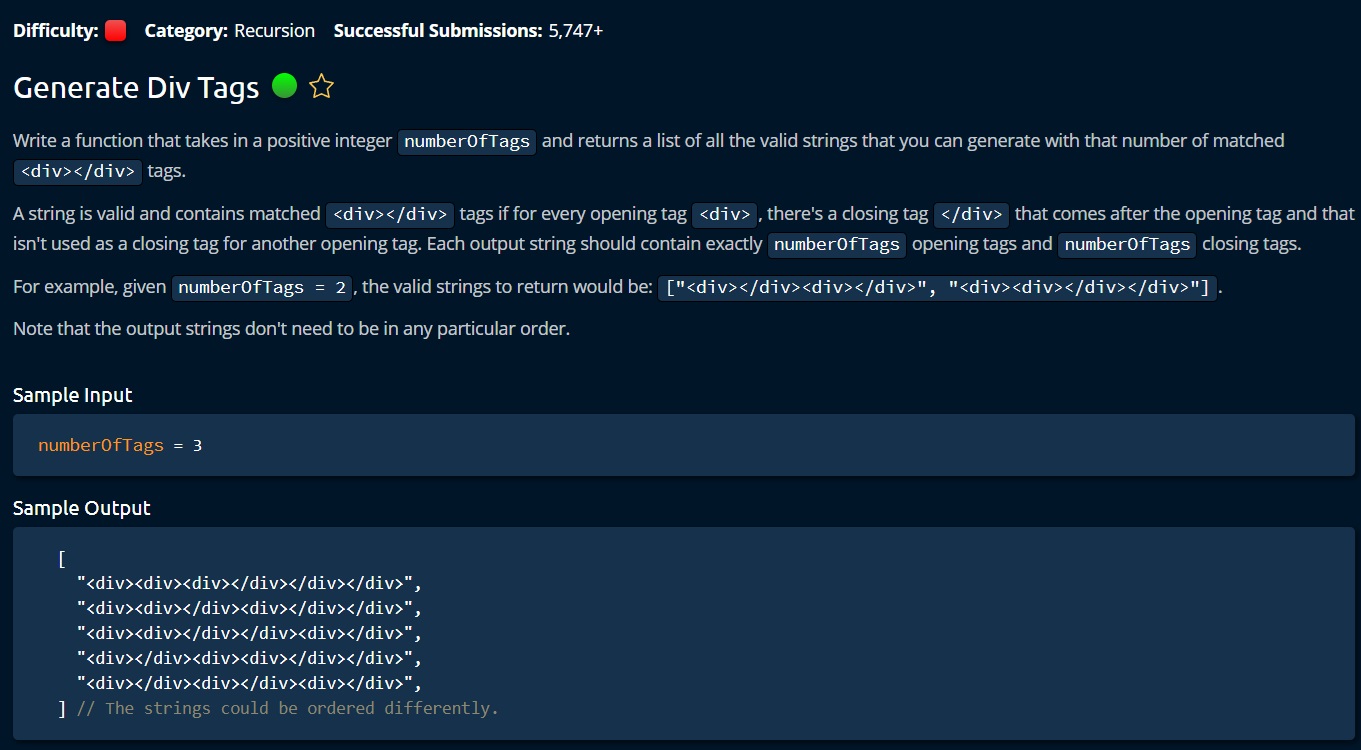 Difficulty: Category: Recursion Successful Submissions: 5,747+
Generate Div Tags
Write a function that takes in a positive integer numberOfTags and returns a list of all the valid strings that you can generate with that number of matched
<div></div> tags.
A string is valid and contains matched <div></div> tags if for every opening tag <div>, there's a closing tag </div> that comes after the opening tag and that
isn't used as a closing tag for another opening tag. Each output string should contain exactly numberOfTags opening tags and numberOfTags closing tags.
For example, given numberOfTags = 2, the valid strings to return would be: ["<div></div><div></div>", "<div><div></div></div>"].
Note that the output strings don't need to be in any particular order.
Sample Input
numberOfTags = 3
Sample Output
[
"<div><div><div></div></div></div>",
"<div><div></div><div></div></div>",
"<div><div></div></div><div></div>",
"<div></div><div><div></div></div>",
"<div></div><div></div><div></div>",
] // The strings could be ordered differently.